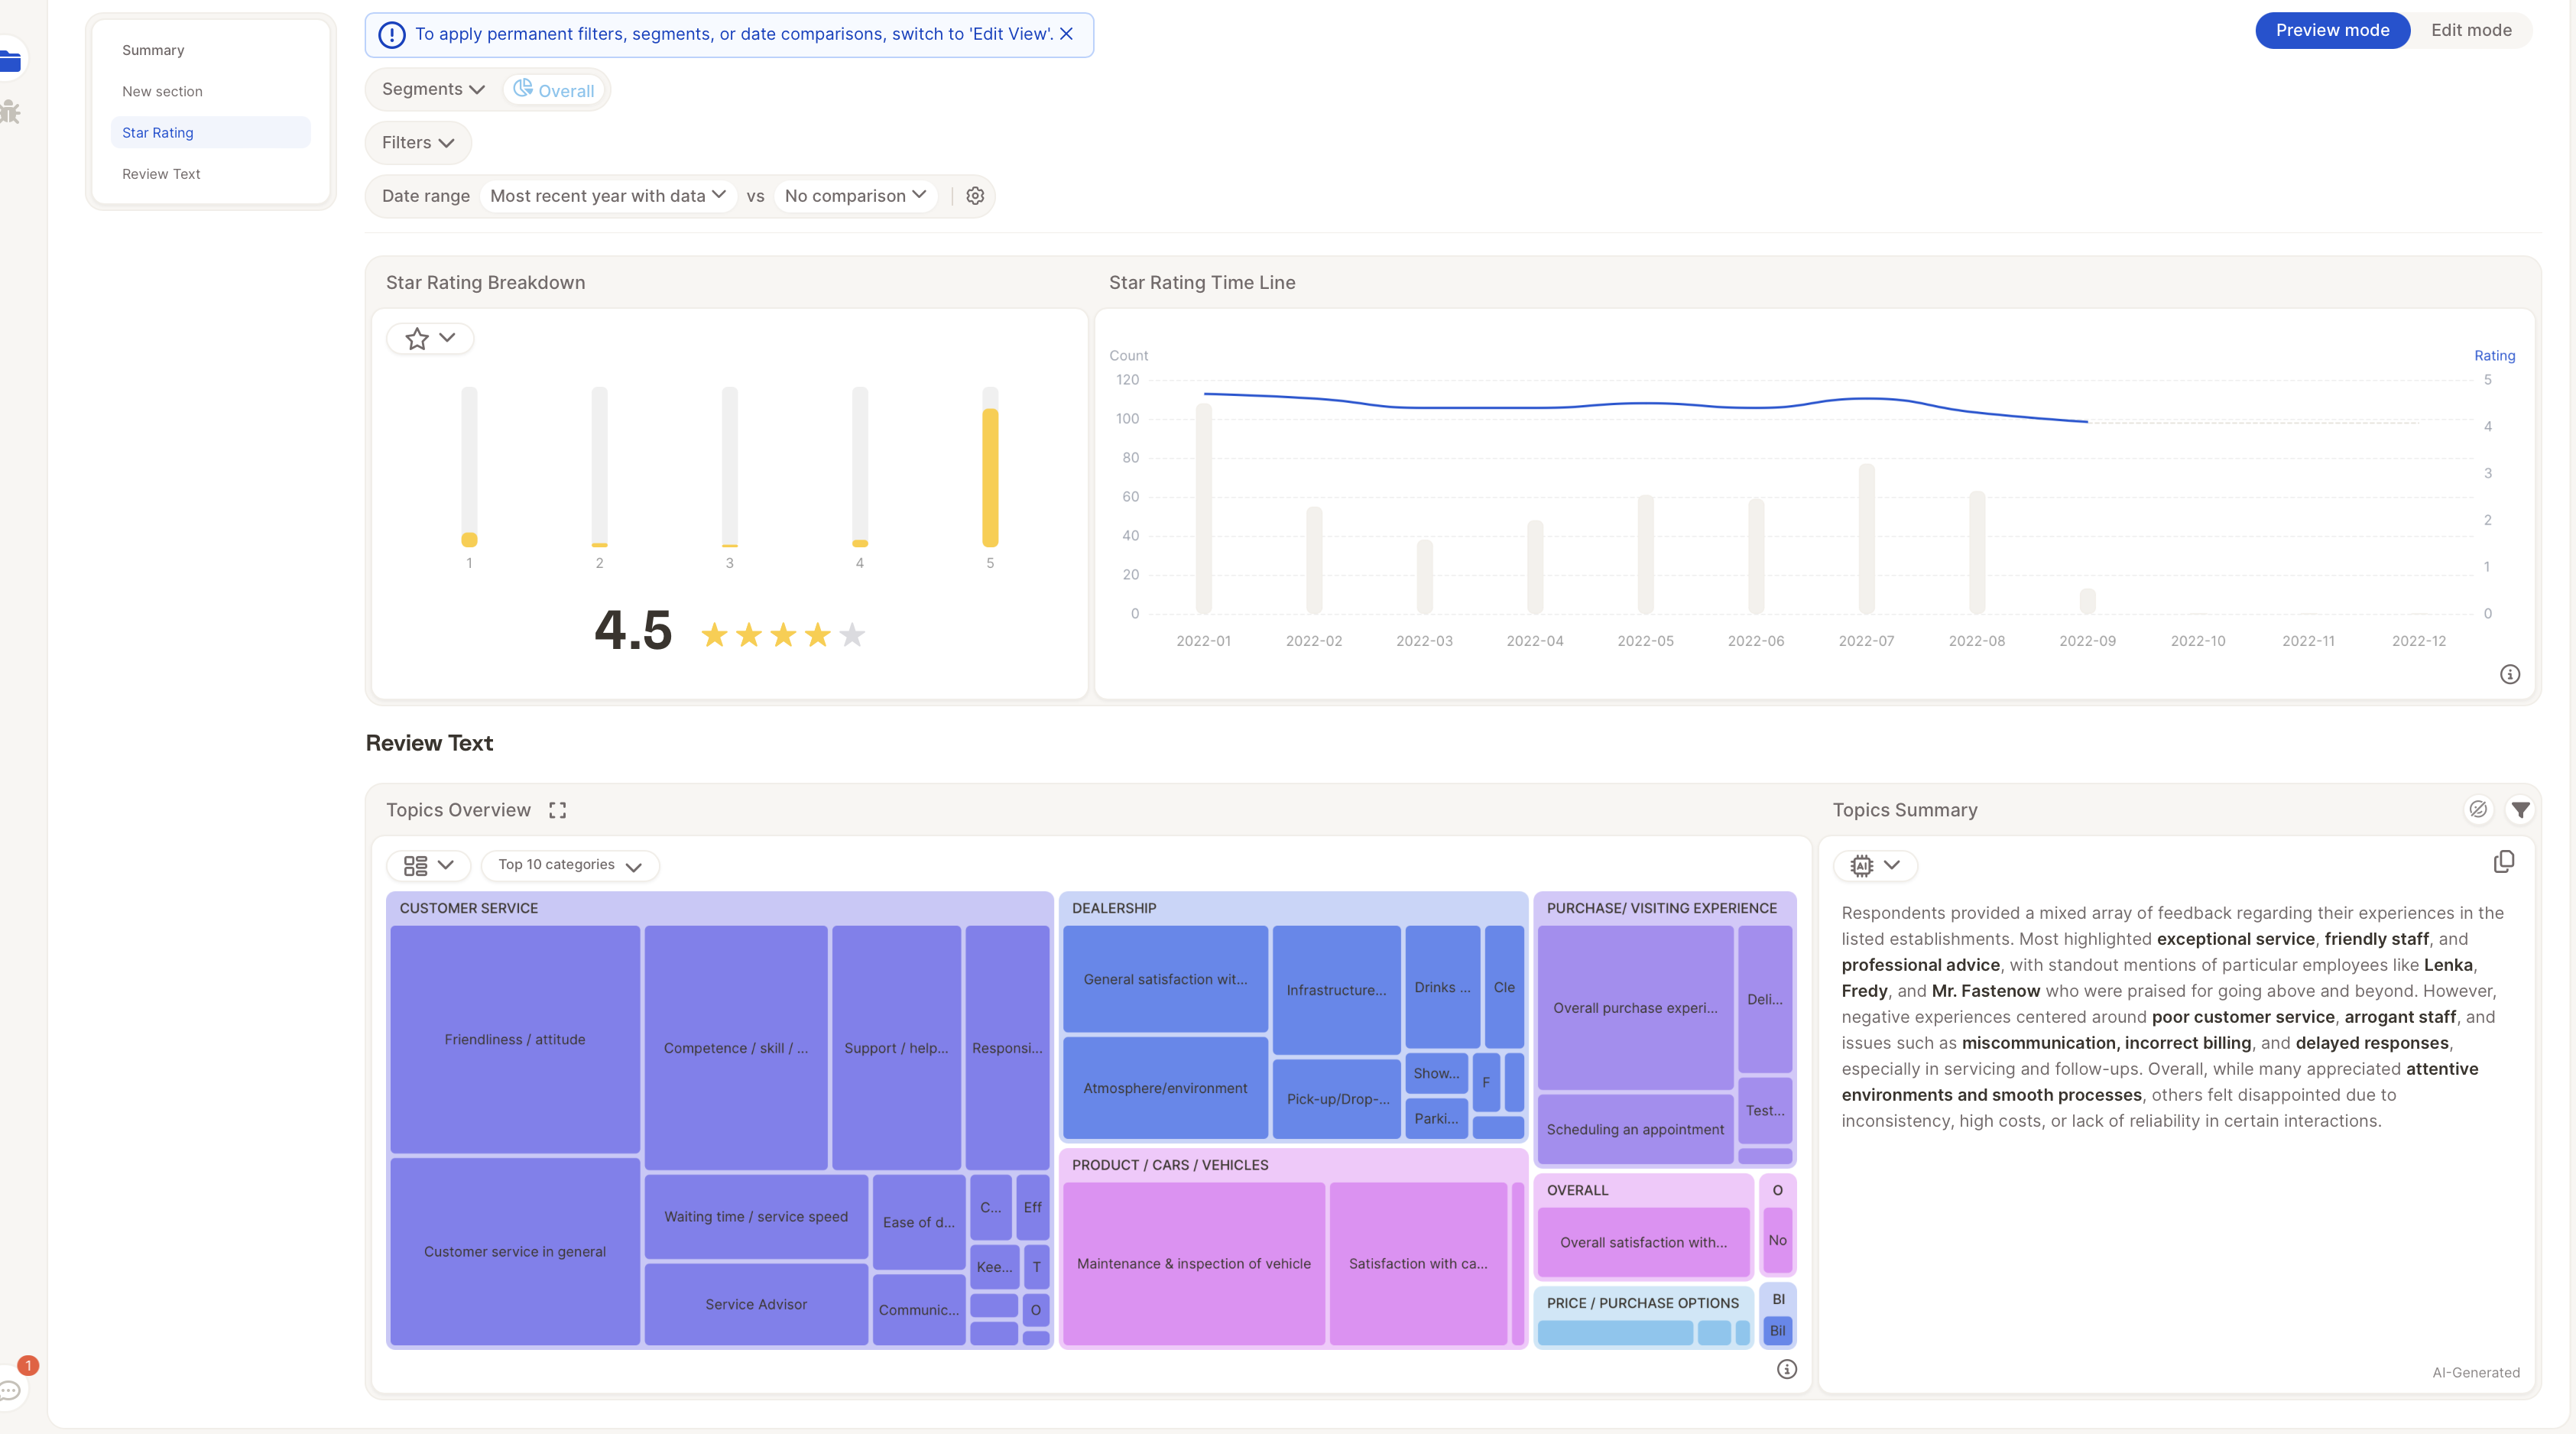 Summary
New section
Star Rating
Review Text
To apply permanent filters, segments, or date comparisons, switch to 'Edit View'.
Preview mode
Edit mode
Segments
Overall
Filters
Date range
Most recent year with data
vs
No comparison
Star Rating Breakdown
1 2 3 4 5
4.5
Star Rating Time Line
Count
Rating
120
100
80
60
40
20
0
5
4
3
2
1
0
2022-01 2022-02 2022-03 2022-04 2022-05 2022-06 2022-07 2022-08 2022-09 2022-10 2022-11 2022-12
Review Text
Topics Overview
Top 10 categories
CUSTOMER SERVICE
Friendliness / attitude
Competence / skill / ...
Support / help...
Responsi...
Customer service in general
Waiting time / service speed
Service Advisor
Ease of d...
Communic...
C...
Eff
Kee...
T
O
DEALERSHIP
General satisfaction wit...
Infrastructure...
Drinks ...
Cle
Atmosphere/environment
Pick-up/Drop-...
Show...
F
Parki...
PRODUCT / CARS / VEHICLES
Maintenance & inspection of vehicle
Satisfaction with ca...
PURCHASE/ VISITING EXPERIENCE
Overall purchase experi...
Deli...
Scheduling an appointment
Test...
OVERALL
Overall satisfaction with...
O
No
PRICE / PURCHASE OPTIONS
BI
Bil
Topics Summary
AI
Respondents provided a mixed array of feedback regarding their experiences in the
listed establishments. Most highlighted exceptional service, friendly staff, and
professional advice, with standout mentions of particular employees like Lenka,
Fredy, and Mr. Fastenow who were praised for going above and beyond. However,
negative experiences centered around poor customer service, arrogant staff, and
issues such as miscommunication, incorrect billing, and delayed responses,
especially in servicing and follow-ups. Overall, while many appreciated attentive
environments and smooth processes, others felt disappointed due to
inconsistency, high costs, or lack of reliability in certain interactions.
AI-Generated
1